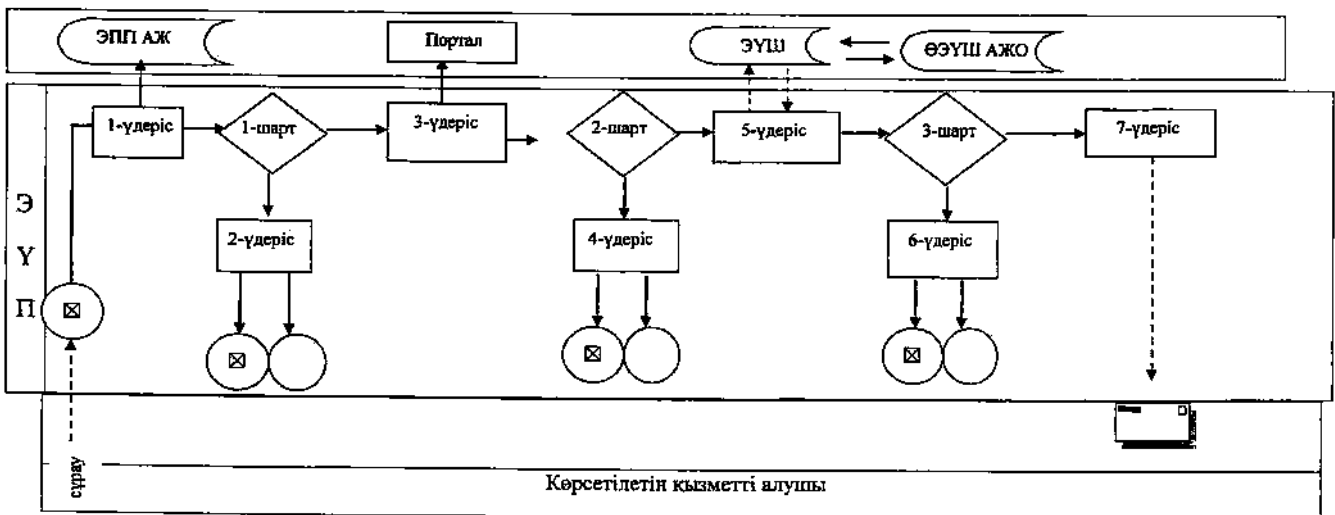 ЭПП АЖ
Портал
ЭҮШ
ӨЭҮШ АЖО
1-үдеріс
1-шарт
3-үдеріс
2-шарт
5-үдеріс
3-шарт
7-үдеріс
Э
Ү
П
2-үдеріс
4-үдеріс
6-үдеріс
сұрау
Көрсетілетін қызметті алушы